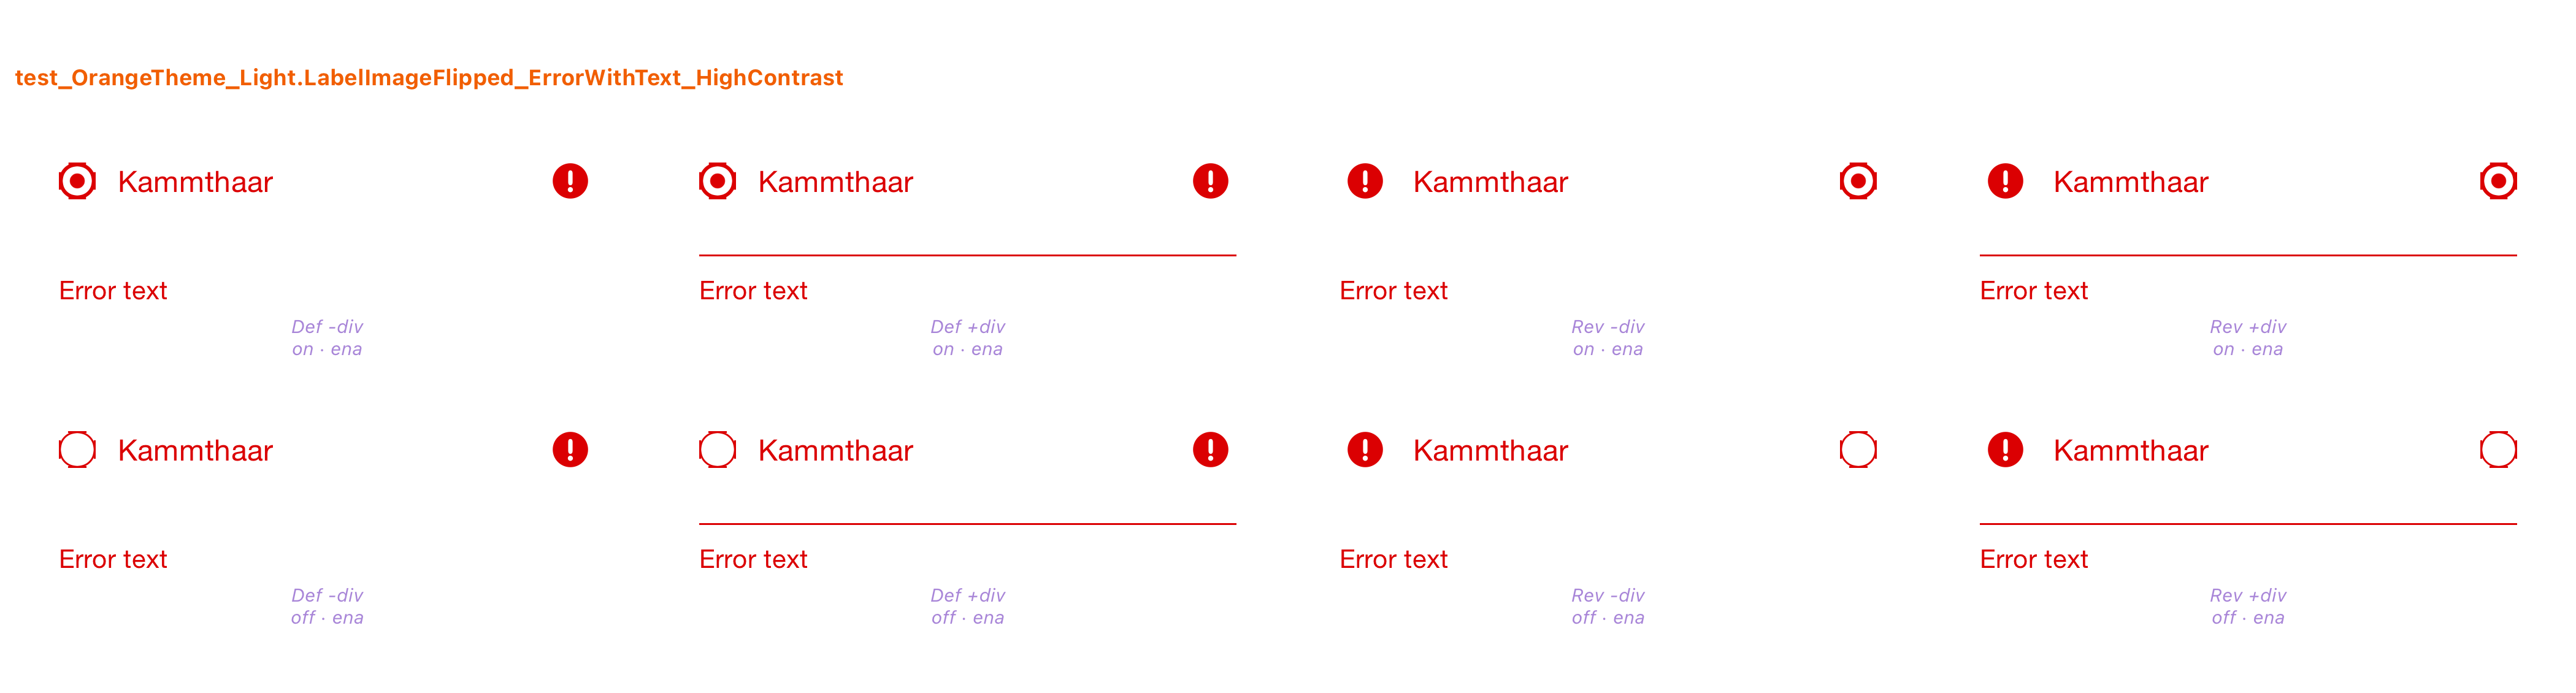 test_OrangeTheme_Light.LabelImageFlipped_ErrorWithText_HighContrast
Kammthaar
Error text
Def -div
on · ena
Kammthaar
Error text
Def +div
on · ena
Kammthaar
Error text
Rev -div
on · ena
Kammthaar
Error text
Rev +div
on · ena
Kammthaar
Error text
Def -div
off · ena
Kammthaar
Error text
Def +div
off · ena
Kammthaar
Error text
Rev -div
off · ena
Kammthaar
Error text
Rev +div
off · ena